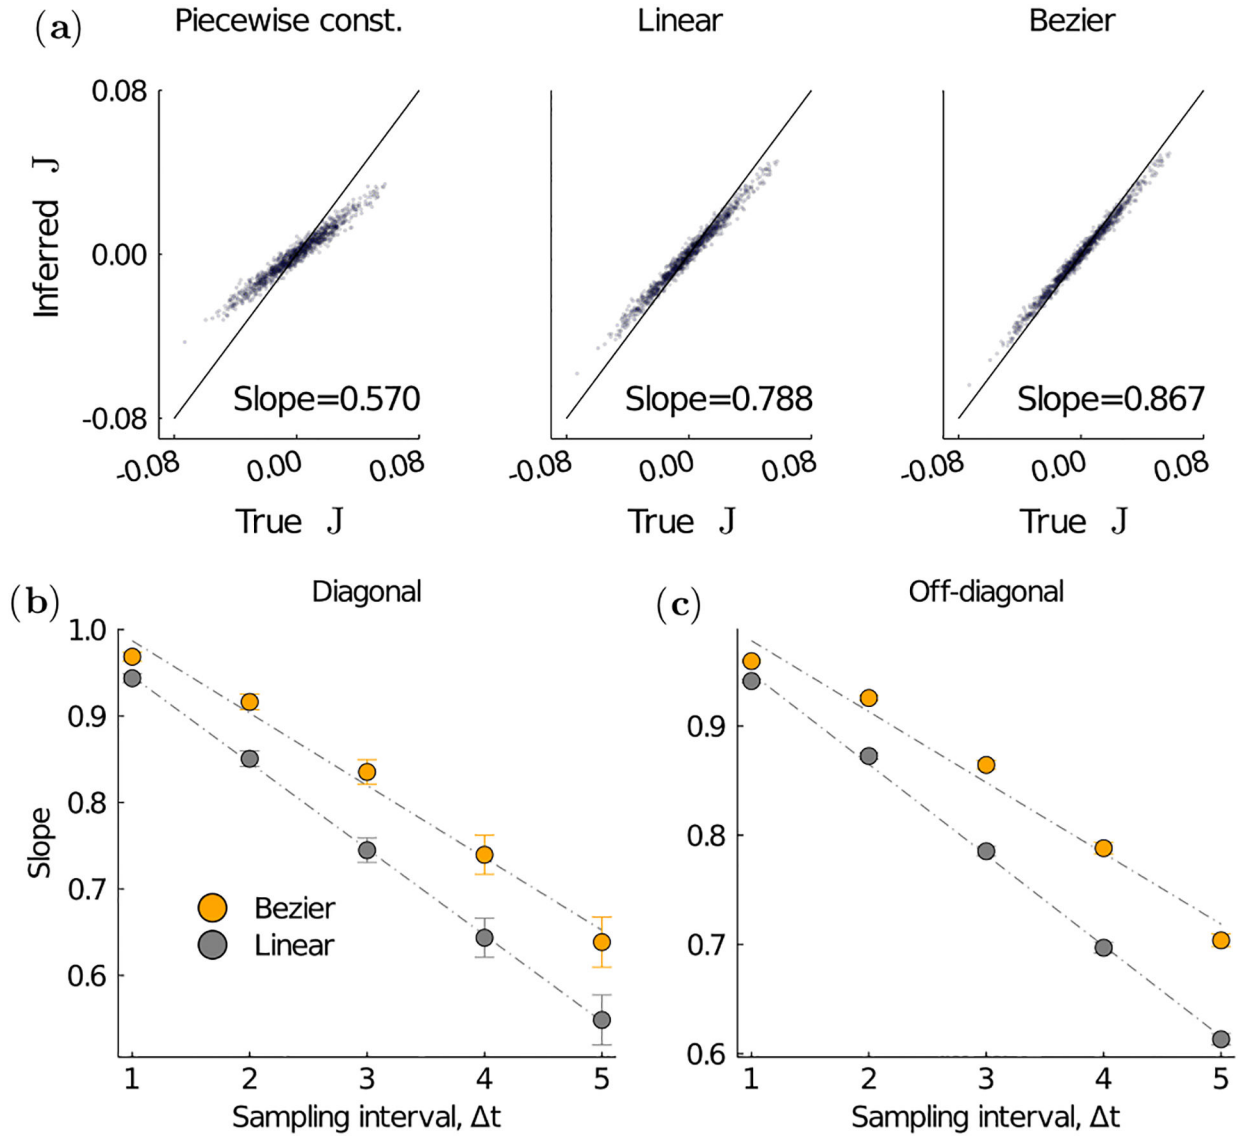 (a)
Piecewise const.
Linear
Bezier
Inferred J
0.08
0.00
-0.08
Slope=0.570
Slope=0.788
Slope=0.867
-0.08 0.00 0.08
-0.08 0.00 0.08
-0.08 0.00 0.08
True J
True J
True J
(b)
Diagonal
Slope
1.0
0.9
0.8
0.7
0.6
Bezier
Linear
1 2 3 4 5
Sampling interval, Δt
(c)
Off-diagonal
0.9
0.8
0.7
0.6
1 2 3 4 5
Sampling interval, Δt